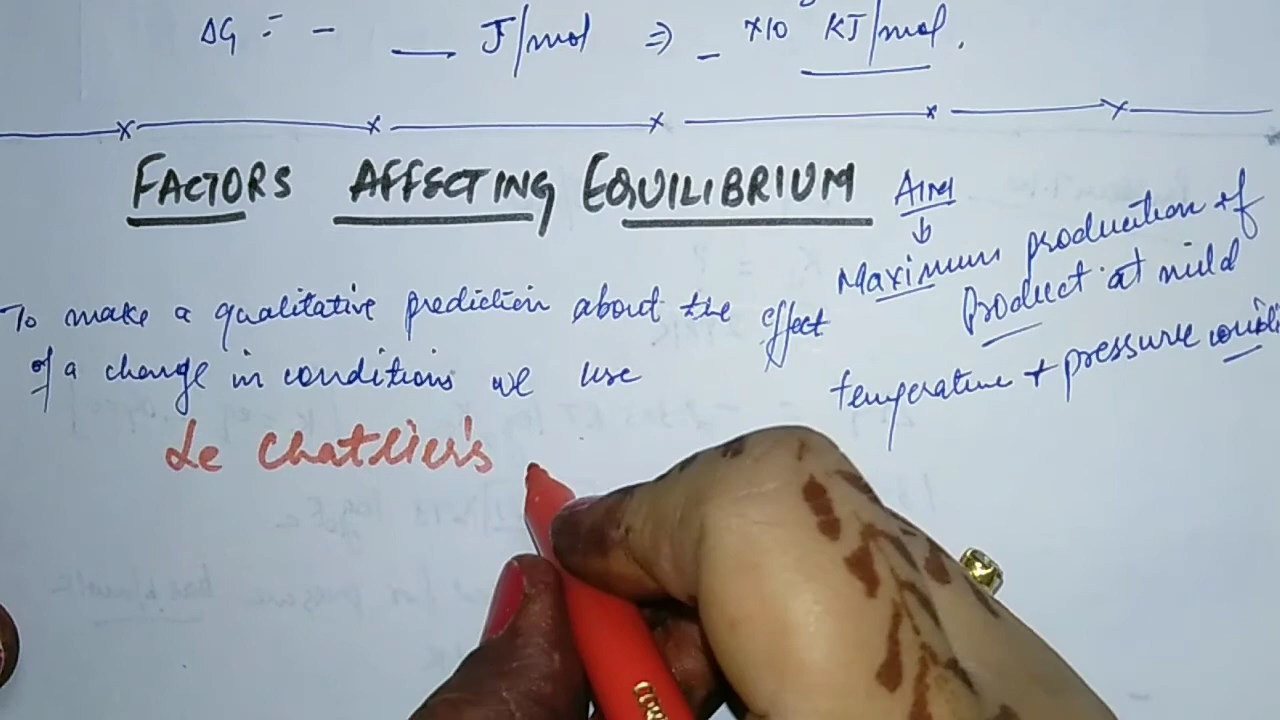 ΔG = - __ J/mol ⇒ _ ×10 KJ/mol.
FACTORS AFFECTING EQUILIBRIUM
To make a qualitative prediction about the effect
of a change in conditions we use
Le Chatlier's
Aim
↓
Maximum production of
Product at mild
temperature + pressure